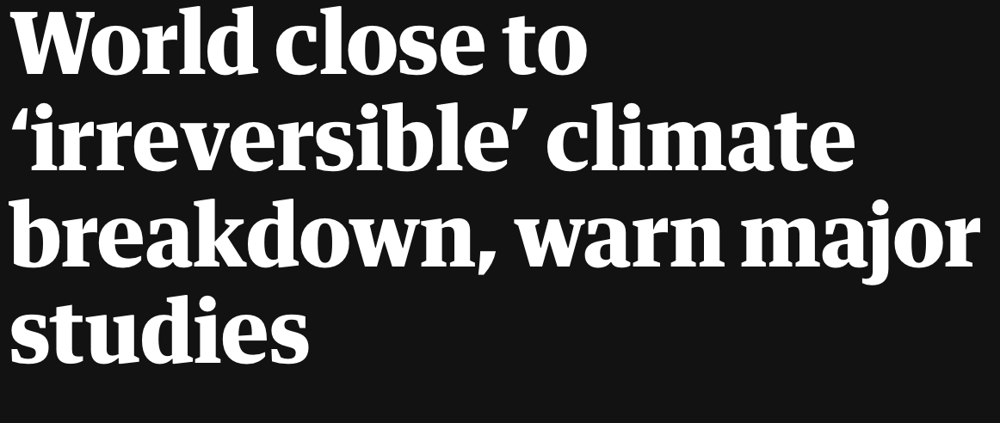 World close to
‘irreversible’ climate
breakdown, warn major
studies